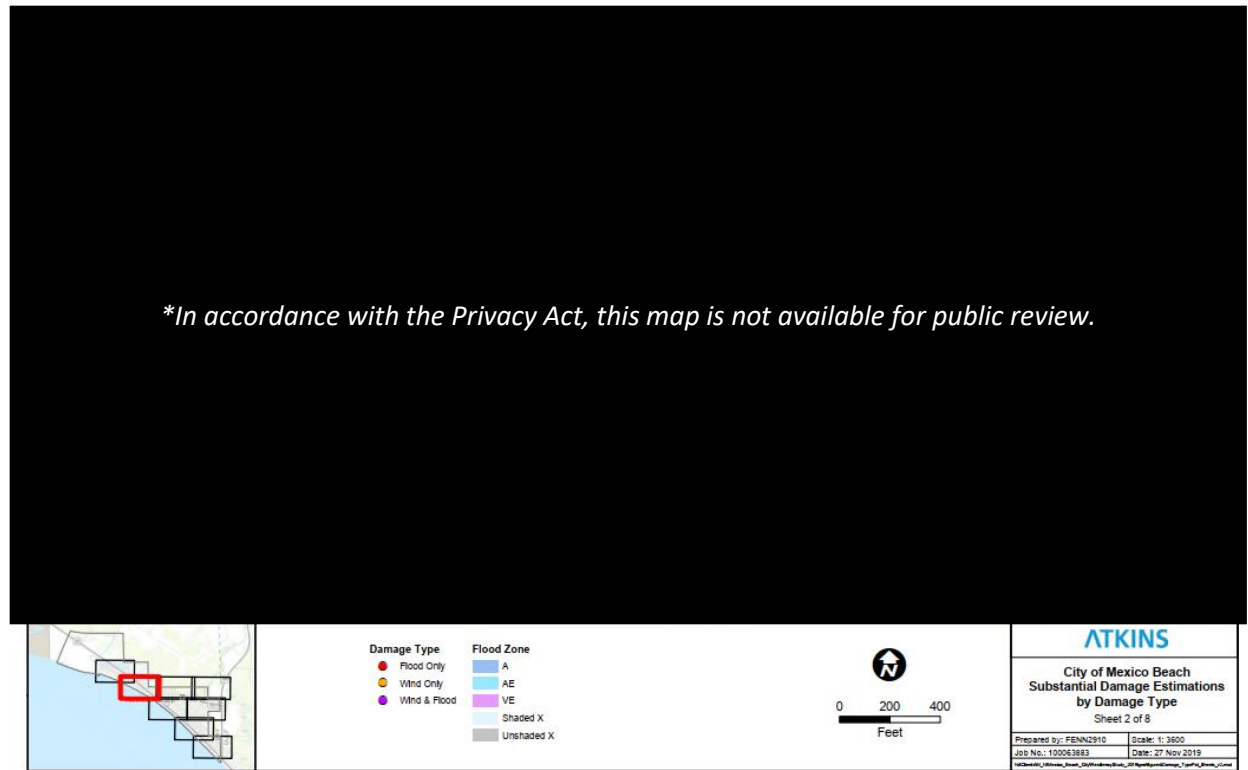 *In accordance with the Privacy Act, this map is not available for public review.
Damage Type
Flood Only
Wind Only
Wind & Flood
Flood Zone
A
AE
VE
Shaded X
Unshaded X
N
0 200 400
Feet
ATKINS
City of Mexico Beach
Substantial Damage Estimations
by Damage Type
Sheet 2 of 8
Prepared by: FENN2910
Scale: 1: 3600
Job No.: 100063883
Date: 27 Nov 2019